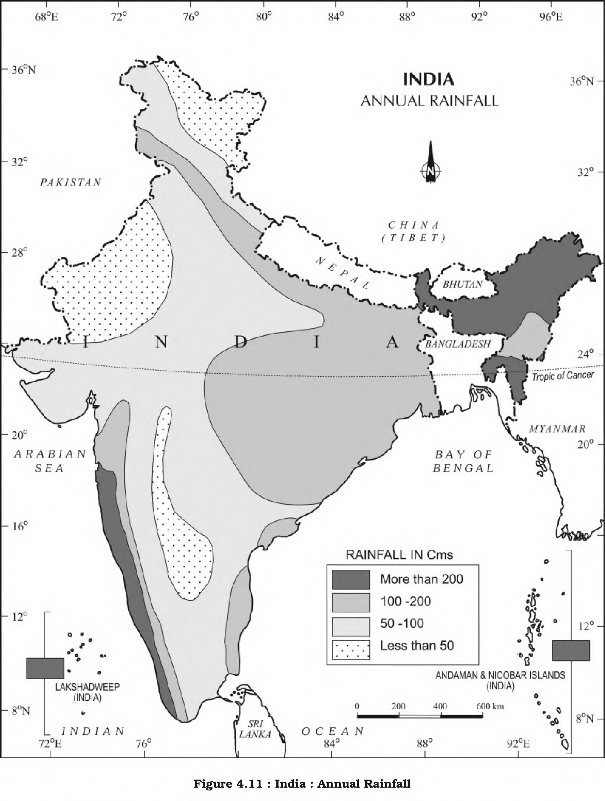 68°E 72° 76° 80° 84° 88° 92° 96°E
36°N
36°N
INDIA
ANNUAL RAINFALL
32°
32°
PAKISTAN
N
CHINA
(TIBET)
28°
28°
NEPAL
BHUTAN
INDIA
BANGLADESH
24°
Tropic of Cancer
MYANMAR
20°
20°
ARABIAN
SEA
BAY OF
BENGAL
16°
RAINFALL IN Cms
More than 200
100 -200
50 -100
Less than 50
12°
12°
LAKSHADWEEP
(INDIA)
ANDAMAN & NICOBAR ISLANDS
(INDIA)
0 200 400 600 km
8°N
8°N
INDIAN
SRI
LANKA
OCEAN
72°E 76° 80° 84° 88° 92°E
Figure 4.11 : India : Annual Rainfall